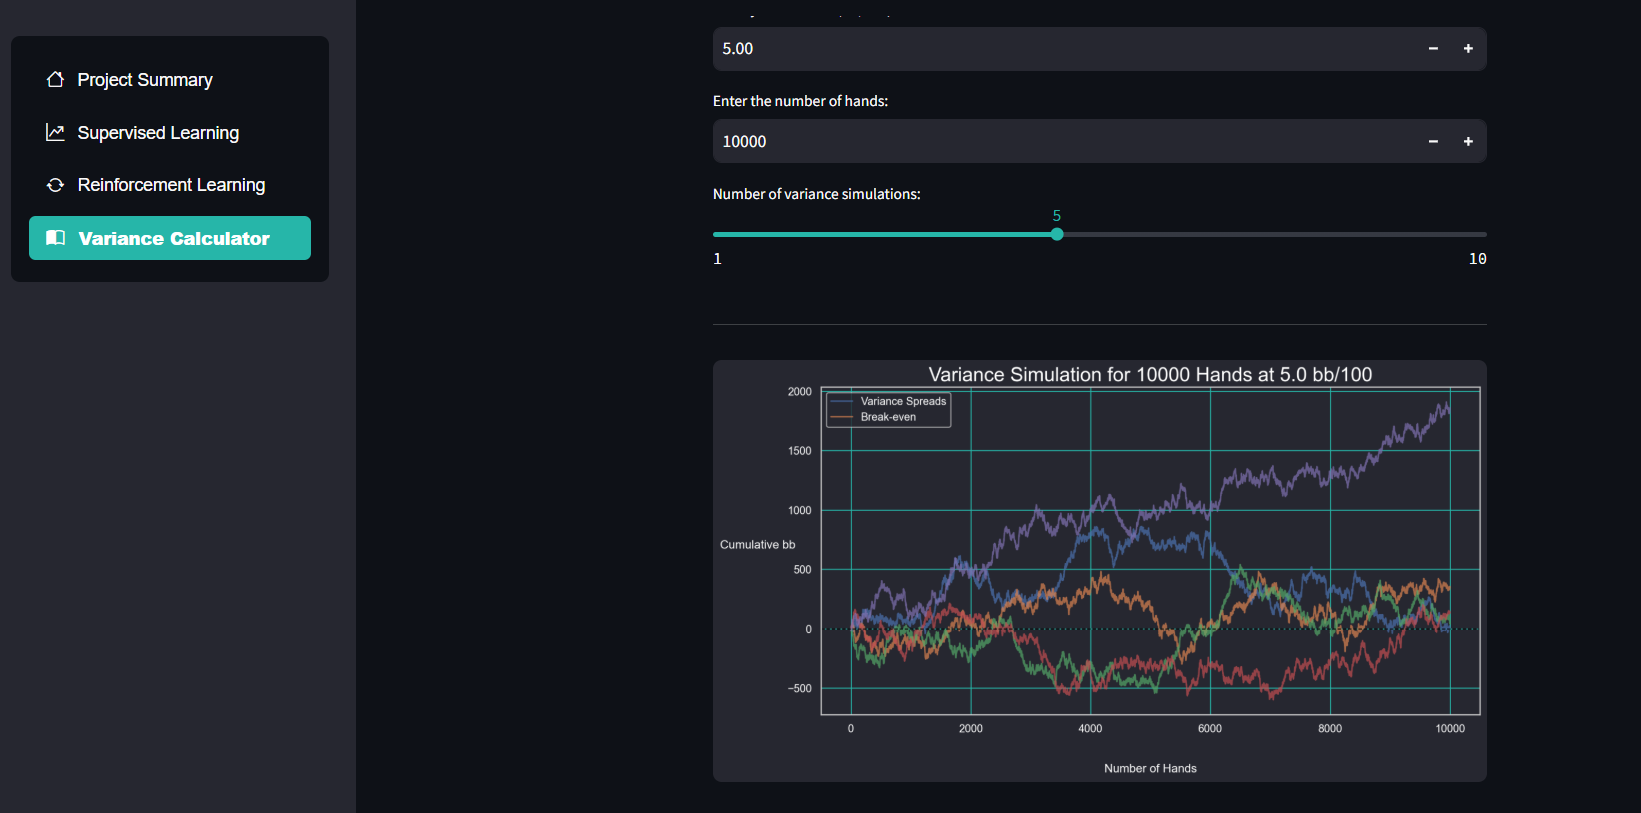 Project Summary
Supervised Learning
Reinforcement Learning
Variance Calculator
5.00
Enter the number of hands:
10000
Number of variance simulations:
5
1 10
Variance Simulation for 10000 Hands at 5.0 bb/100
Variance Spreads
Break-even
2000
1500
1000
500
0
−500
Cumulative bb
0 2000 4000 6000 8000 10000
Number of Hands